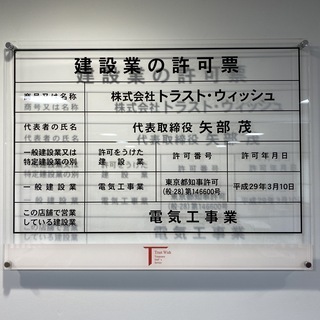 建設業の許可票
商号又は名称 株式会社トラスト・ウィッシュ
代表者の氏名 代表取締役 矢部 茂
一般建設業又は特定建設業の別 許可をうけた建設業 許可番号 許可年月日
一般建設業 電気工事業 東京都知事許可(般-28)第146600号 平成29年3月10日
この店舗で営業している建設業 電気工事業
Trust Wish